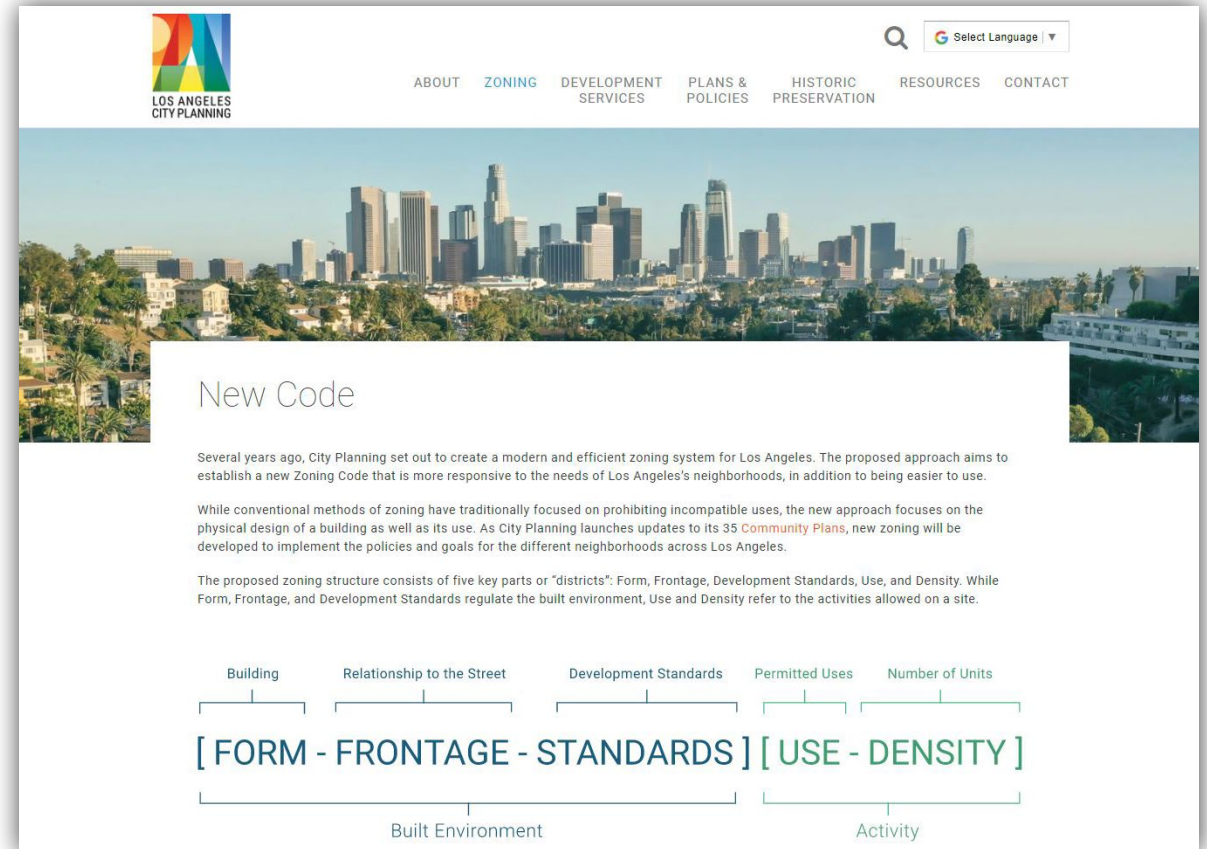 LOS ANGELES
CITY PLANNING
Select Language ▼
ABOUT
ZONING
DEVELOPMENT
SERVICES
PLANS &
POLICIES
HISTORIC
PRESERVATION
RESOURCES
CONTACT
New Code
Several years ago, City Planning set out to create a modern and efficient zoning system for Los Angeles. The proposed approach aims to
establish a new Zoning Code that is more responsive to the needs of Los Angeles's neighborhoods, in addition to being easier to use.
While conventional methods of zoning have traditionally focused on prohibiting incompatible uses, the new approach focuses on the
physical design of a building as well as its use. As City Planning launches updates to its 35 Community Plans, new zoning will be
developed to implement the policies and goals for the different neighborhoods across Los Angeles.
The proposed zoning structure consists of five key parts or “districts”: Form, Frontage, Development Standards, Use, and Density. While
Form, Frontage, and Development Standards regulate the built environment, Use and Density refer to the activities allowed on a site.
Building Relationship to the Street Development Standards Permitted Uses Number of Units
[ FORM - FRONTAGE - STANDARDS ] [ USE - DENSITY ]
Built Environment Activity